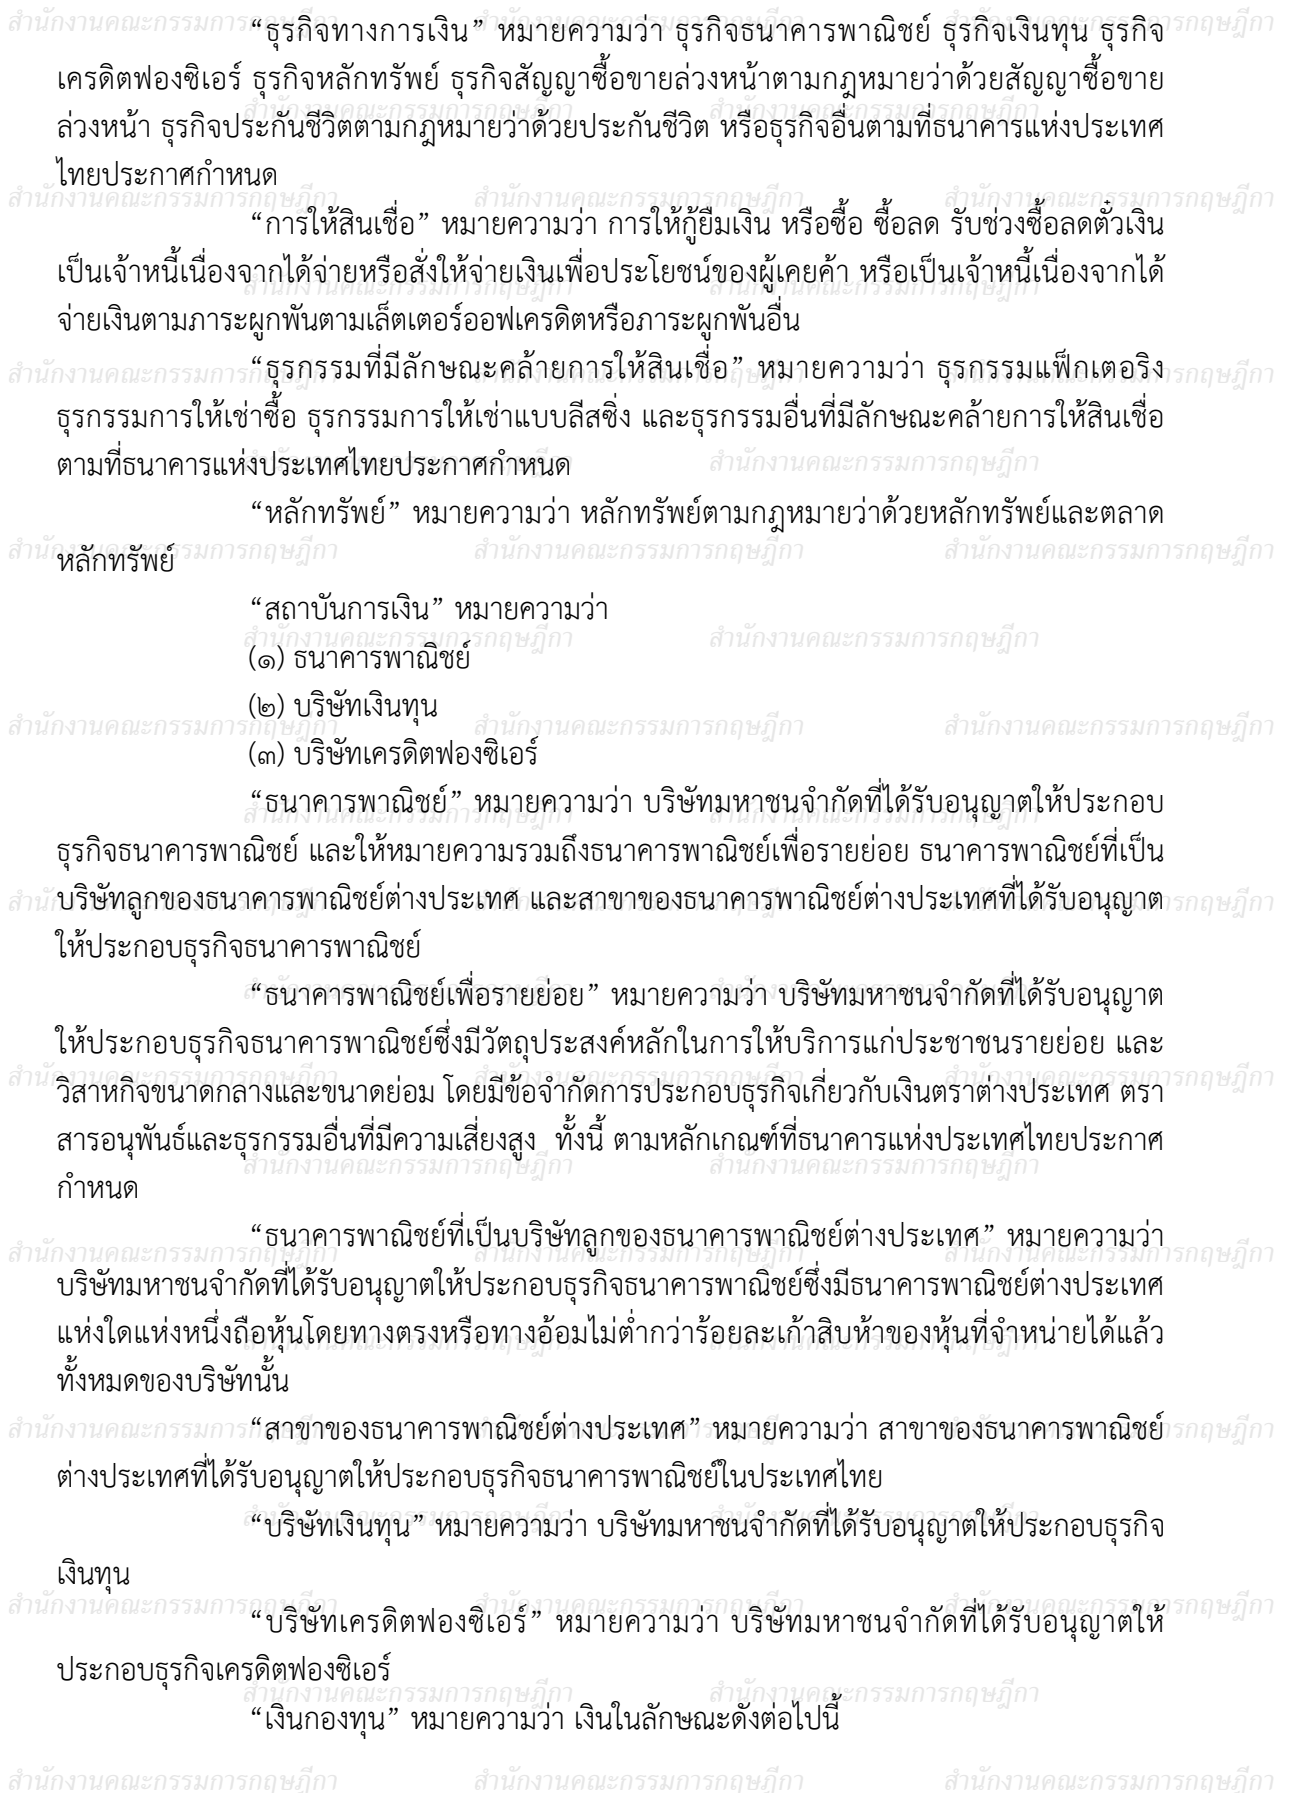 “ธุรกิจทางการเงิน” หมายความว่า ธุรกิจธนาคารพาณิชย์ ธุรกิจเงินทุน ธุรกิจ
เครดิตฟองซิเอร์ ธุรกิจหลักทรัพย์ ธุรกิจสัญญาซื้อขายล่วงหน้าตามกฎหมายว่าด้วยสัญญาซื้อขาย
ล่วงหน้า ธุรกิจประกันชีวิตตามกฎหมายว่าด้วยประกันชีวิต หรือธุรกิจอื่นตามที่ธนาคารแห่งประเทศ
ไทยประกาศกำหนด
“การให้สินเชื่อ” หมายความว่า การให้กู้ยืมเงิน หรือซื้อ ซื้อลด รับช่วงซื้อลดตั๋วเงิน
เป็นเจ้าหนี้เนื่องจากได้จ่ายหรือสั่งให้จ่ายเงินเพื่อประโยชน์ของผู้เคยค้า หรือเป็นเจ้าหนี้เนื่องจากได้
จ่ายเงินตามภาระผูกพันตามเล็ตเตอร์ออฟเครดิตหรือภาระผูกพันอื่น
“ธุรกรรมที่มีลักษณะคล้ายการให้สินเชื่อ” หมายความว่า ธุรกรรมแฟ็กเตอริง
ธุรกรรมการให้เช่าซื้อ ธุรกรรมการให้เช่าแบบลีสซิ่ง และธุรกรรมอื่นที่มีลักษณะคล้ายการให้สินเชื่อ
ตามที่ธนาคารแห่งประเทศไทยประกาศกำหนด
“หลักทรัพย์” หมายความว่า หลักทรัพย์ตามกฎหมายว่าด้วยหลักทรัพย์และตลาด
หลักทรัพย์
“สถาบันการเงิน” หมายความว่า
(๑) ธนาคารพาณิชย์
(๒) บริษัทเงินทุน
(๓) บริษัทเครดิตฟองซิเอร์
“ธนาคารพาณิชย์” หมายความว่า บริษัทมหาชนจำกัดที่ได้รับอนุญาตให้ประกอบ
ธุรกิจธนาคารพาณิชย์ และให้หมายความรวมถึงธนาคารพาณิชย์เพื่อรายย่อย ธนาคารพาณิชย์ที่เป็น
บริษัทลูกของธนาคารพาณิชย์ต่างประเทศ และสาขาของธนาคารพาณิชย์ต่างประเทศที่ได้รับอนุญาต
ให้ประกอบธุรกิจธนาคารพาณิชย์
“ธนาคารพาณิชย์เพื่อรายย่อย” หมายความว่า บริษัทมหาชนจำกัดที่ได้รับอนุญาต
ให้ประกอบธุรกิจธนาคารพาณิชย์ซึ่งมีวัตถุประสงค์หลักในการให้บริการแก่ประชาชนรายย่อย และ
วิสาหกิจขนาดกลางและขนาดย่อม โดยมีข้อจำกัดการประกอบธุรกิจเกี่ยวกับเงินตราต่างประเทศ ตรา
สารอนุพันธ์และธุรกรรมอื่นที่มีความเสี่ยงสูง ทั้งนี้ ตามหลักเกณฑ์ที่ธนาคารแห่งประเทศไทยประกาศ
กำหนด
“ธนาคารพาณิชย์ที่เป็นบริษัทลูกของธนาคารพาณิชย์ต่างประเทศ” หมายความว่า
บริษัทมหาชนจำกัดที่ได้รับอนุญาตให้ประกอบธุรกิจธนาคารพาณิชย์ซึ่งมีธนาคารพาณิชย์ต่างประเทศ
แห่งใดแห่งหนึ่งถือหุ้นโดยทางตรงหรือทางอ้อมไม่ต่ำกว่าร้อยละเก้าสิบห้าของหุ้นที่จำหน่ายได้แล้ว
ทั้งหมดของบริษัทนั้น
“สาขาของธนาคารพาณิชย์ต่างประเทศ” หมายความว่า สาขาของธนาคารพาณิชย์
ต่างประเทศที่ได้รับอนุญาตให้ประกอบธุรกิจธนาคารพาณิชย์ในประเทศไทย
“บริษัทเงินทุน” หมายความว่า บริษัทมหาชนจำกัดที่ได้รับอนุญาตให้ประกอบธุรกิจ
เงินทุน
“บริษัทเครดิตฟองซิเอร์” หมายความว่า บริษัทมหาชนจำกัดที่ได้รับอนุญาตให้
ประกอบธุรกิจเครดิตฟองซิเอร์
“เงินกองทุน” หมายความว่า เงินในลักษณะดังต่อไปนี้
สำนักงานคณะกรรมการกฤษฎีกา สำนักงานคณะกรรมการกฤษฎีกา สำนักงานคณะกรรมการกฤษฎีกา